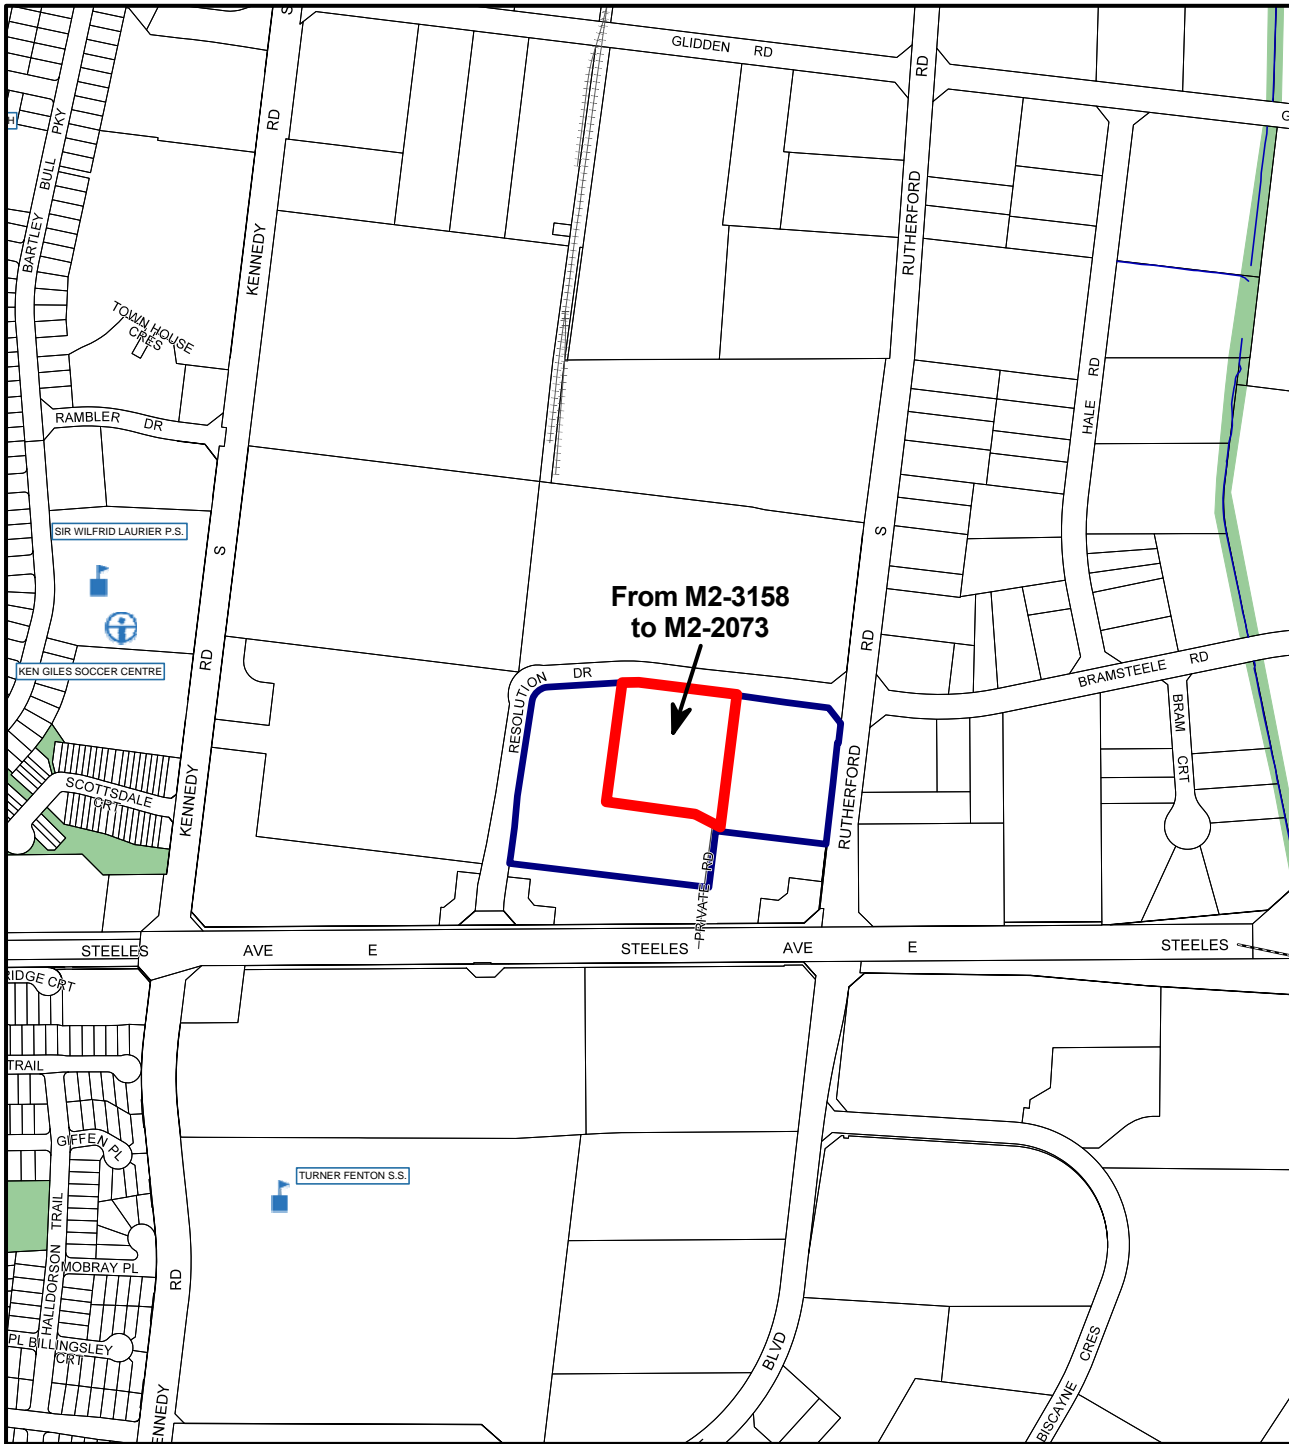 GLIDDEN RD
S
RD
RD
G
H
BARTLEY BULL PKY
KENNEDY
RUTHERFORD
TOWN HOUSE
CRES
HALE RD
RAMBLER DR
SIR WILFRID LAURIER P.S.
S
S
From M2-3158
to M2-2073
RD
RD
KEN GILES SOCCER CENTRE
RESOLUTION DR
BRAMSTEELE RD
BRAM CRT
SCOTTSDALE
CRT
KENNEDY
RUTHERFORD
PRIVATE RD
STEELES AVE E STEELES AVE E STEELES
RIDGE CRT
TRAIL
GIFFEN PL
TURNER FENTON S.S.
HALLDORSON TRAIL
MOBRAY PL
RD
PL BILLINGSLEY
CRT
BLVD
BISCAYNE CRES
ENNEDY